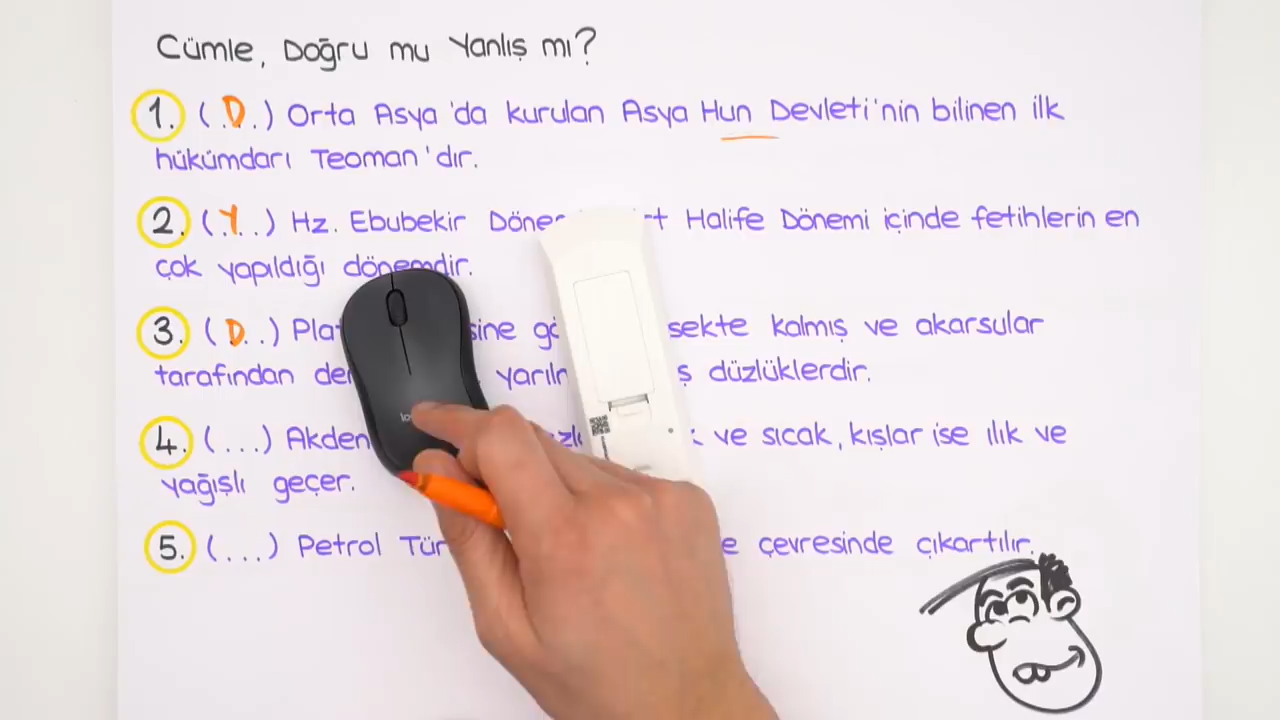 Cümle, Doğru mu Yanlış mı?
1. (.D.) Orta Asya'da kurulan Asya Hun Devleti'nin bilinen ilk
hükümdarı Teoman'dır.
2. (.Y.) Hz. Ebubekir Halife Dönemi içinde fetihlerin en
çok yapıldığı dönemdir.
3. (.D.) ve akarsular
tarafından düzlüklerdir.
4. (...) ve sıcak, kışlar ise ılık ve
yağışlı geçer.
5. (...) Petrol çevresinde çıkartılır.